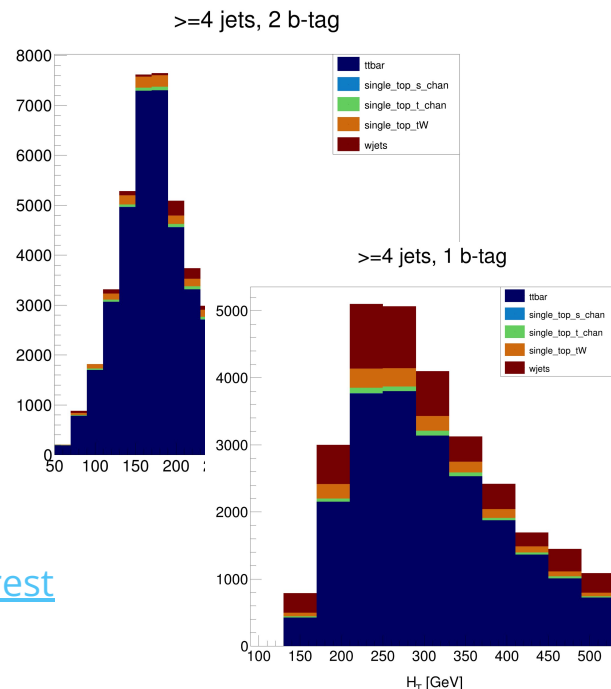 >=4 jets, 2 b-tag
8000
7000
6000
5000
4000
3000
2000
1000
0
50 100 150 200
ttbar
single_top_s_chan
single_top_t_chan
single_top_tW
wjets
>=4 jets, 1 b-tag
5000
4000
3000
2000
1000
0
100 150 200 250 300 350 400 450 500
H_T [GeV]
ttbar
single_top_s_chan
single_top_t_chan
single_top_tW
wjets
rest